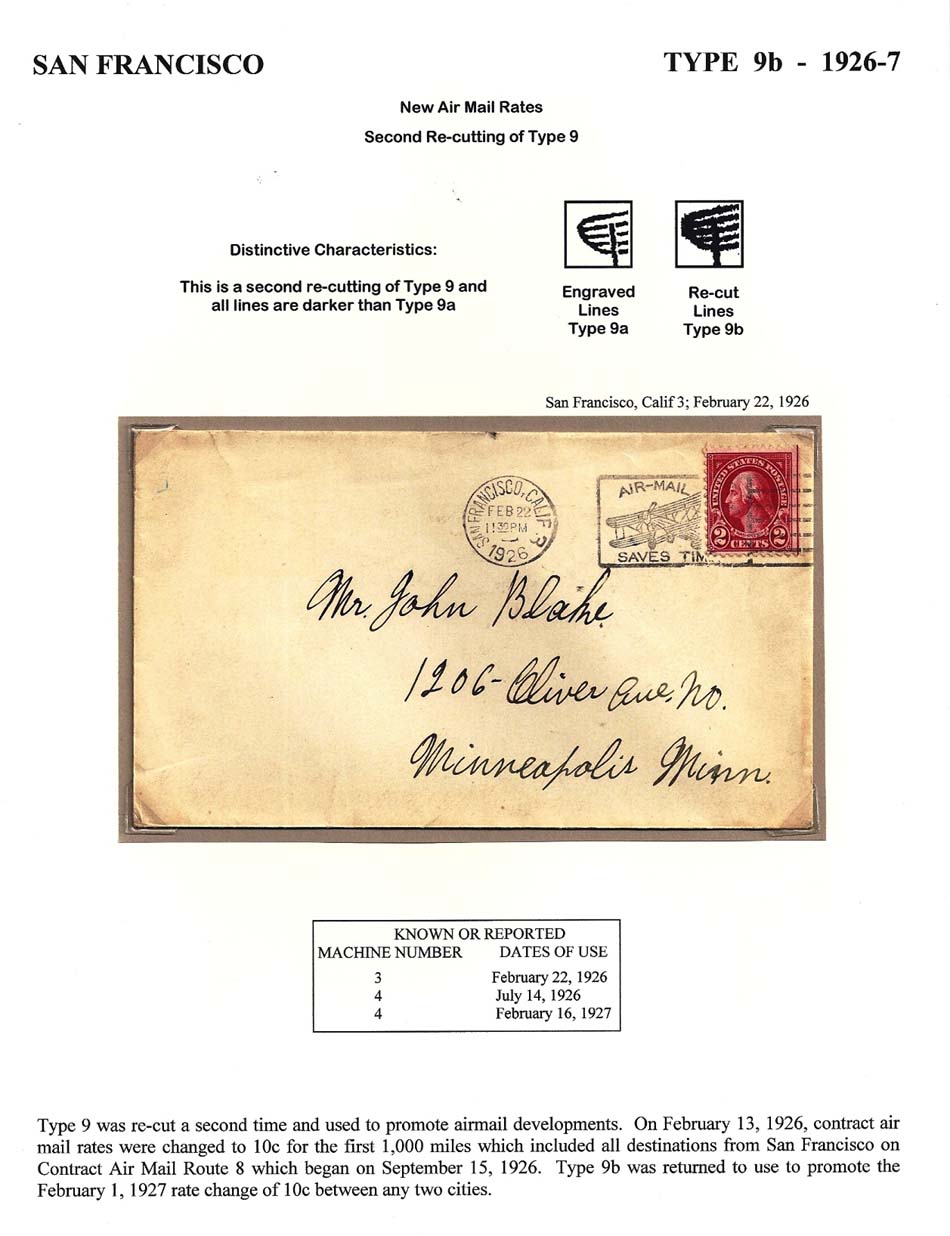 SAN FRANCISCO
TYPE 9b - 1926-7
New Air Mail Rates
Second Re-cutting of Type 9
Distinctive Characteristics:
This is a second re-cutting of Type 9 and
all lines are darker than Type 9a
Engraved
Lines
Type 9a
Re-cut
Lines
Type 9b
San Francisco, Calif 3; February 22, 1926
SAN FRANCISCO, CALIF. 3
FEB 22
11 30 PM
1926
AIR-MAIL
SAVES TIM
UNITED STATES POSTAGE
2 CENTS 2
Mr. John Blake
1206- Oliver Ave. No.
Minneapolis Minn.
KNOWN OR REPORTED
MACHINE NUMBER DATES OF USE
3 February 22, 1926
4 July 14, 1926
4 February 16, 1927
Type 9 was re-cut a second time and used to promote airmail developments. On February 13, 1926, contract air
mail rates were changed to 10c for the first 1,000 miles which included all destinations from San Francisco on
Contract Air Mail Route 8 which began on September 15, 1926. Type 9b was returned to use to promote the
February 1, 1927 rate change of 10c between any two cities.